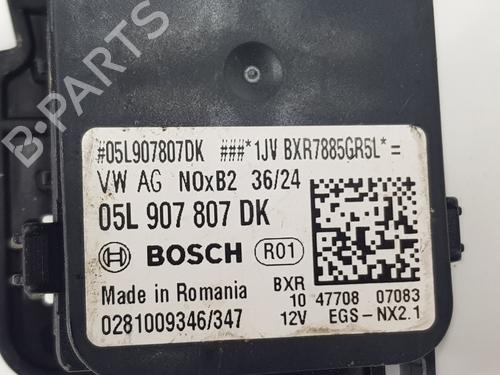 #05L907807DK ###*1JV BXR7885GR5L*=
VW AG NOxB2 36/24
05L 907 807 DK
BOSCH R01
Made in Romania BXR 10 47708 07083
0281009346/347 12V EGS-NX2.1
B-Parts